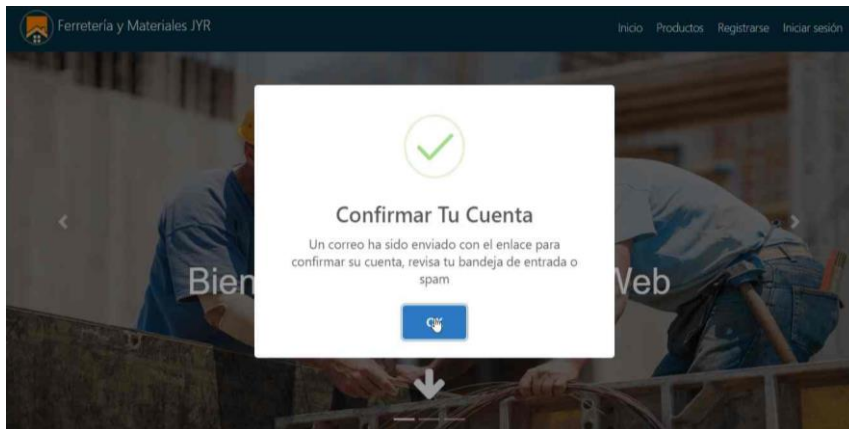 Ferretería y Materiales JYR
Inicio Productos Registrarse Iniciar sesión
Confirmar Tu Cuenta
Un correo ha sido enviado con el enlace para
confirmar su cuenta, revisa tu bandeja de entrada o
spam
Bien
Web